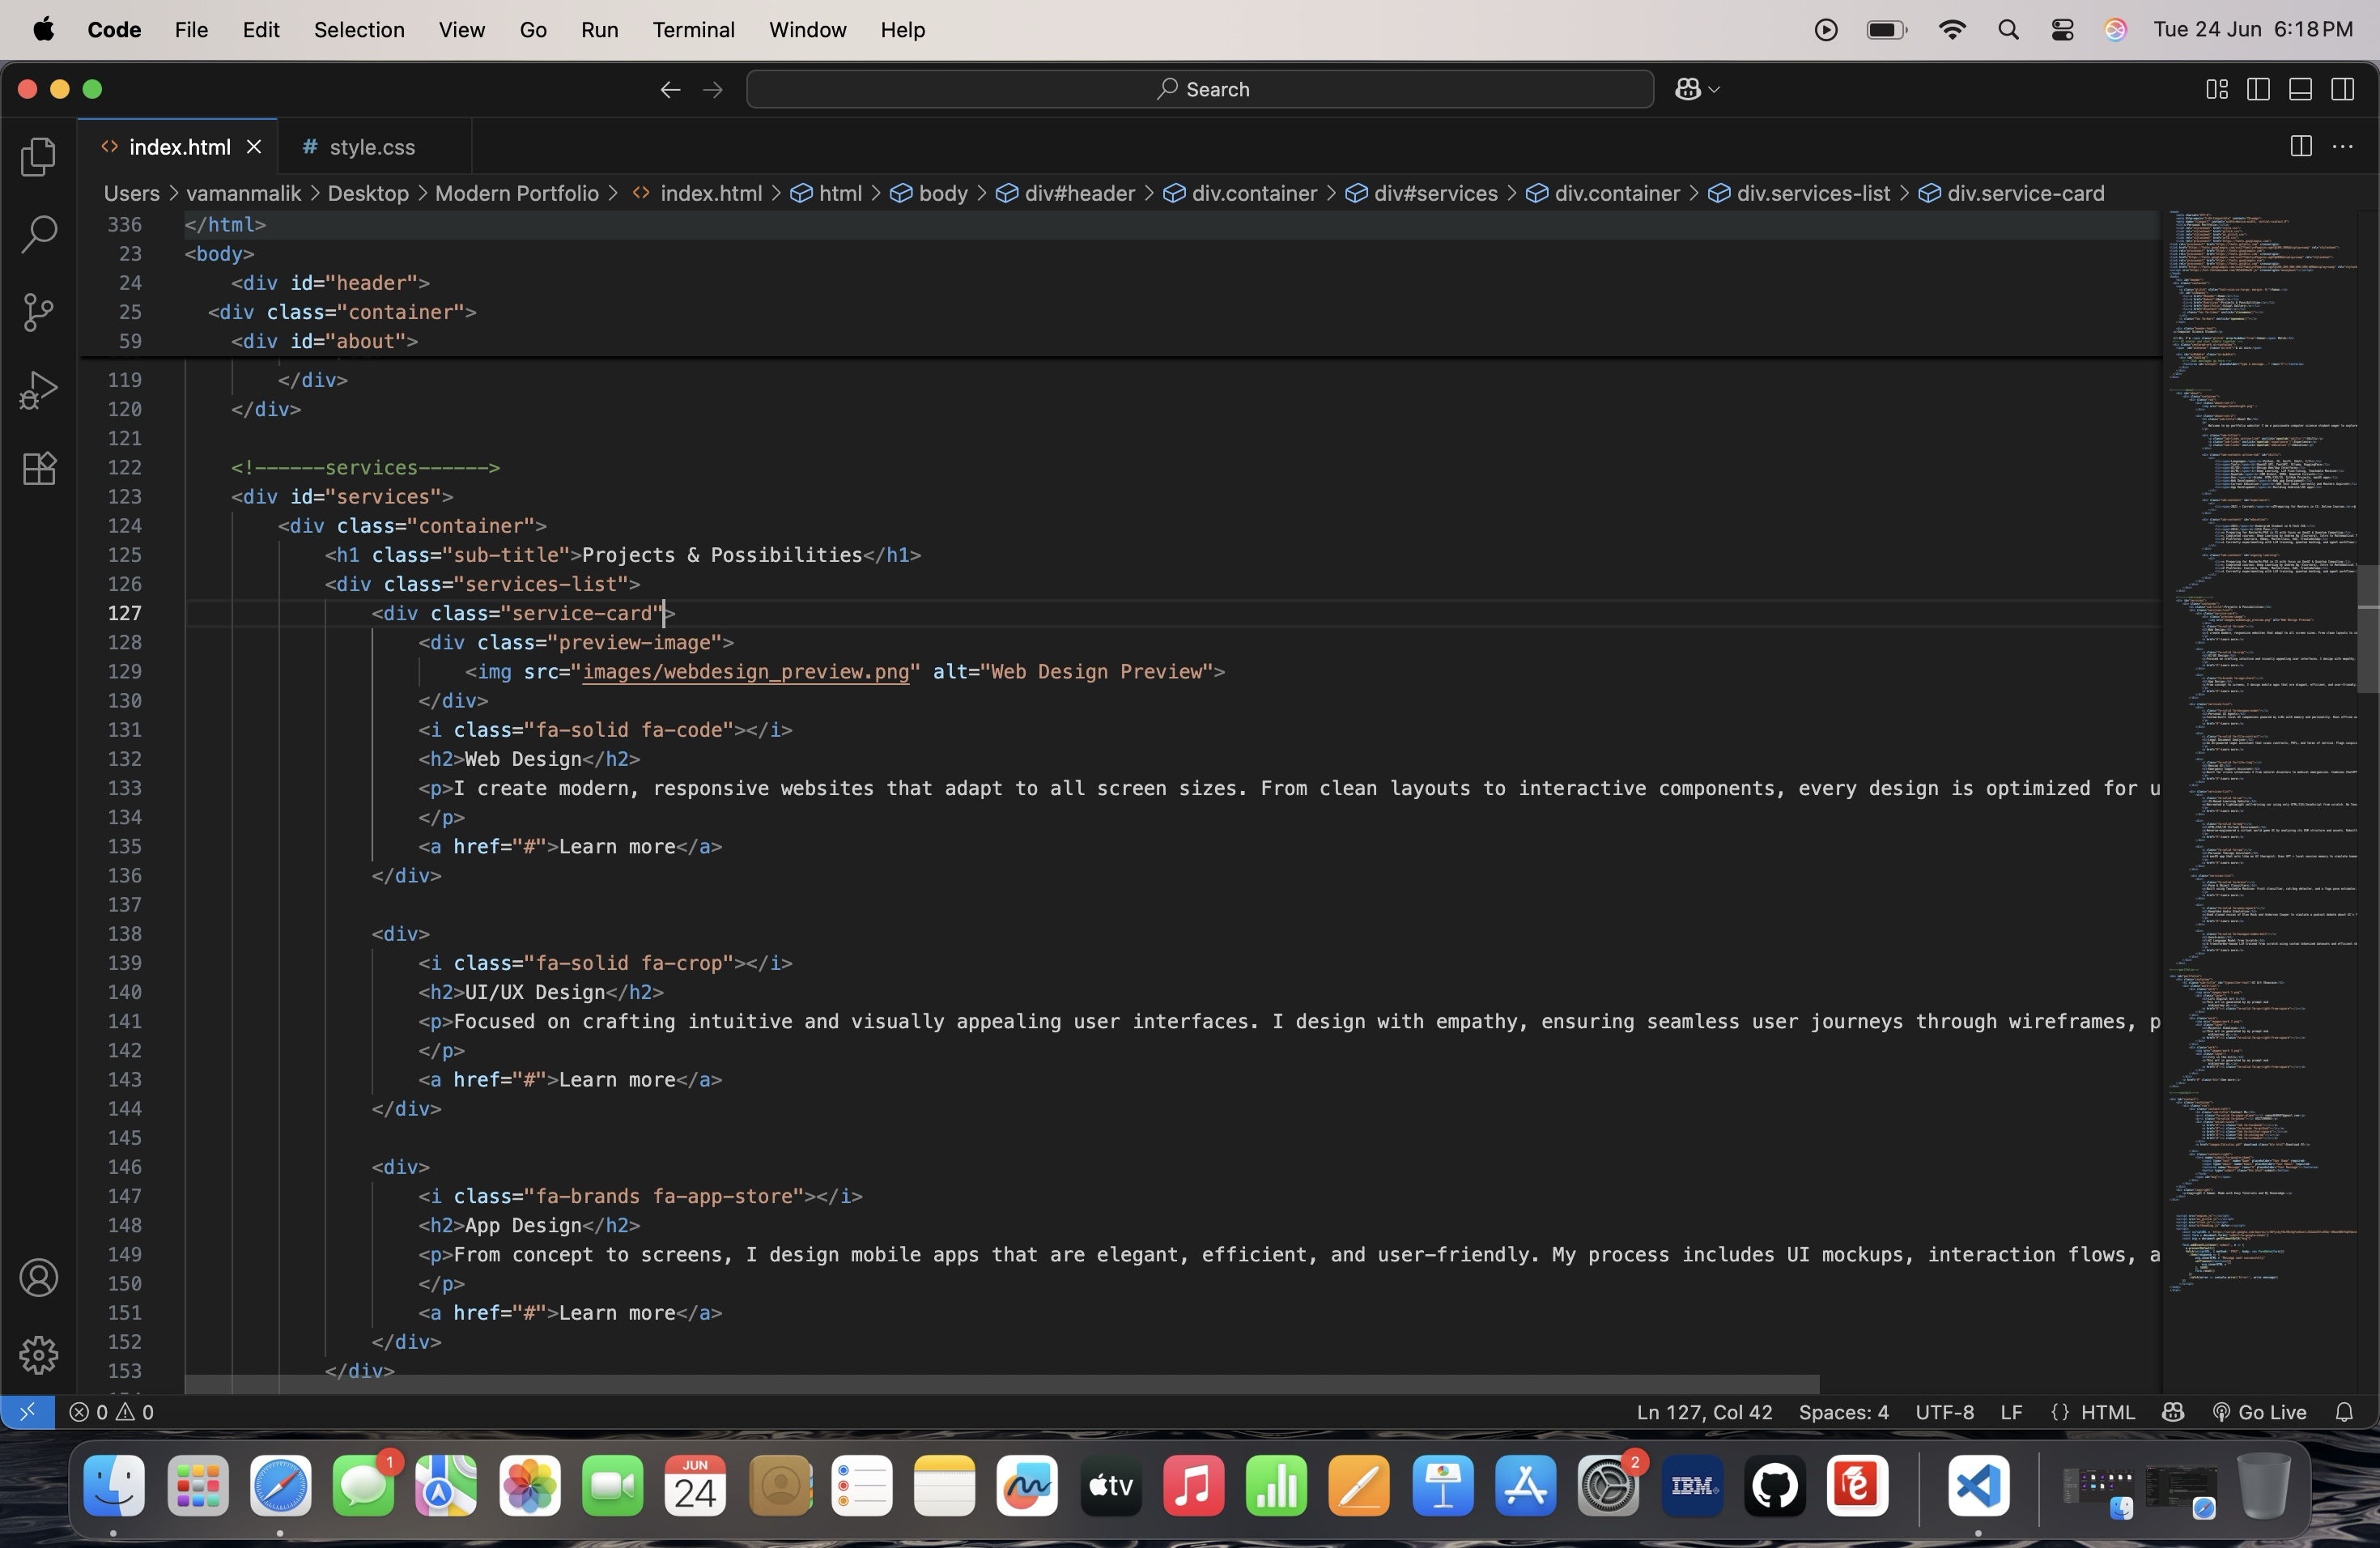 Code File Edit Selection View Go Run Terminal Window Help Tue 24 Jun 6:18 PM
Search
index.html # style.css
Users > vamanmalik > Desktop > Modern Portfolio > index.html > html > body > div#header > div.container > div#services > div.container > div.services-list > div.service-card
336 </html>
23 <body>
24 <div id="header">
25 <div class="container">
59 <div id="about">
119 </div>
120 </div>
121
122 <!------services------>
123 <div id="services">
124 <div class="container">
125 <h1 class="sub-title">Projects & Possibilities</h1>
126 <div class="services-list">
127 <div class="service-card">
128 <div class="preview-image">
129 <img src="images/webdesign_preview.png" alt="Web Design Preview">
130 </div>
131 <i class="fa-solid fa-code"></i>
132 <h2>Web Design</h2>
133 <p>I create modern, responsive websites that adapt to all screen sizes. From clean layouts to interactive components, every design is optimized for u
134 </p>
135 <a href="#">Learn more</a>
136 </div>
137
138 <div>
139 <i class="fa-solid fa-crop"></i>
140 <h2>UI/UX Design</h2>
141 <p>Focused on crafting intuitive and visually appealing user interfaces. I design with empathy, ensuring seamless user journeys through wireframes, p
142 </p>
143 <a href="#">Learn more</a>
144 </div>
145
146 <div>
147 <i class="fa-brands fa-app-store"></i>
148 <h2>App Design</h2>
149 <p>From concept to screens, I design mobile apps that are elegant, efficient, and user-friendly. My process includes UI mockups, interaction flows, a
150 </p>
151 <a href="#">Learn more</a>
152 </div>
153 </div>
0 0 Ln 127, Col 42 Spaces: 4 UTF-8 LF {} HTML Go Live
1 JUN 24 tv 2 IBM